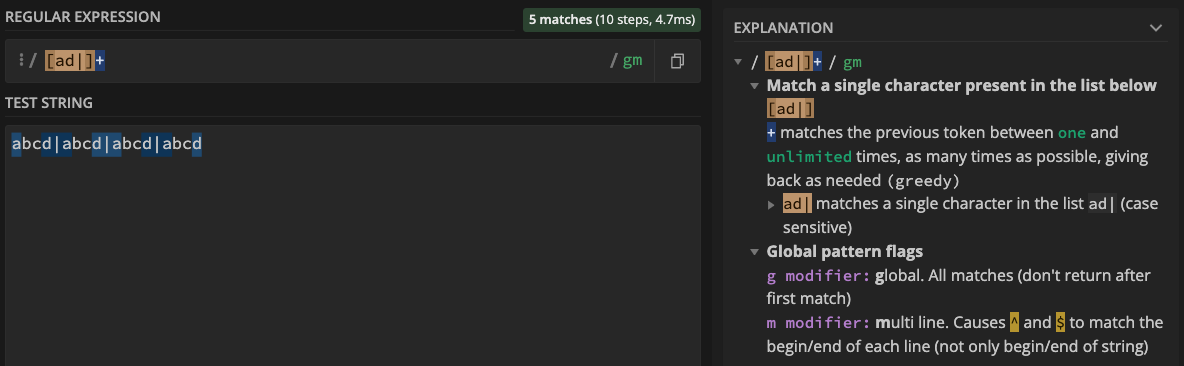 REGULAR EXPRESSION
5 matches (10 steps, 4.7ms)
/ [ad|]+ / gm
TEST STRING
abcd|abcd|abcd|abcd
EXPLANATION
/ [ad|]+ / gm
Match a single character present in the list below
[ad|]
+ matches the previous token between one and
unlimited times, as many times as possible, giving
back as needed (greedy)
ad| matches a single character in the list ad| (case
sensitive)
Global pattern flags
g modifier: global. All matches (don't return after
first match)
m modifier: multi line. Causes ^ and $ to match the
begin/end of each line (not only begin/end of string)